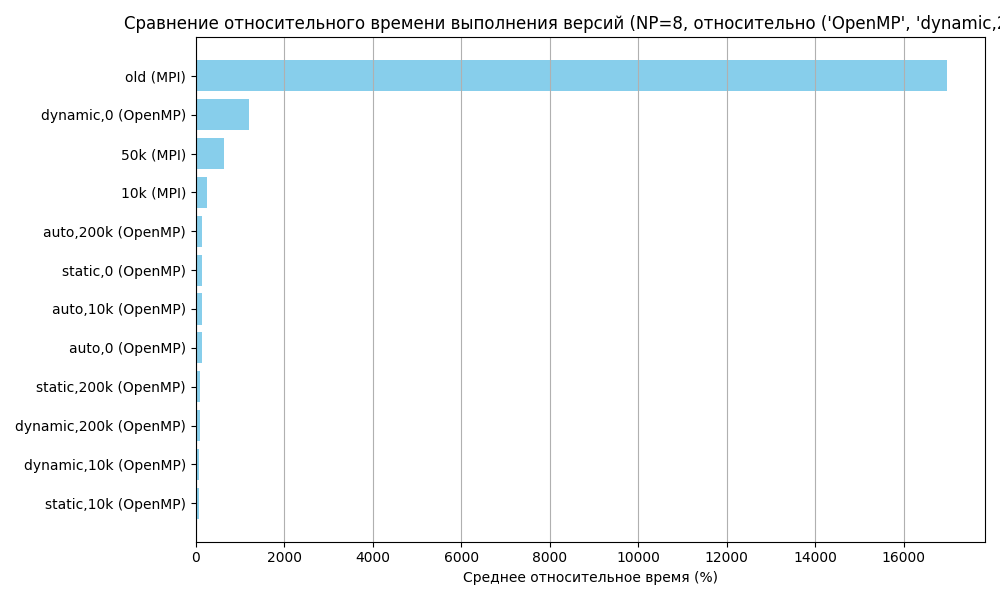 Сравнение относительного времени выполнения версий (NP=8, относительно ('OpenMP', 'dynamic,2
old (MPI)
dynamic,0 (OpenMP)
50k (MPI)
10k (MPI)
auto,200k (OpenMP)
static,0 (OpenMP)
auto,10k (OpenMP)
auto,0 (OpenMP)
static,200k (OpenMP)
dynamic,200k (OpenMP)
dynamic,10k (OpenMP)
static,10k (OpenMP)
0 2000 4000 6000 8000 10000 12000 14000 16000
Среднее относительное время (%)